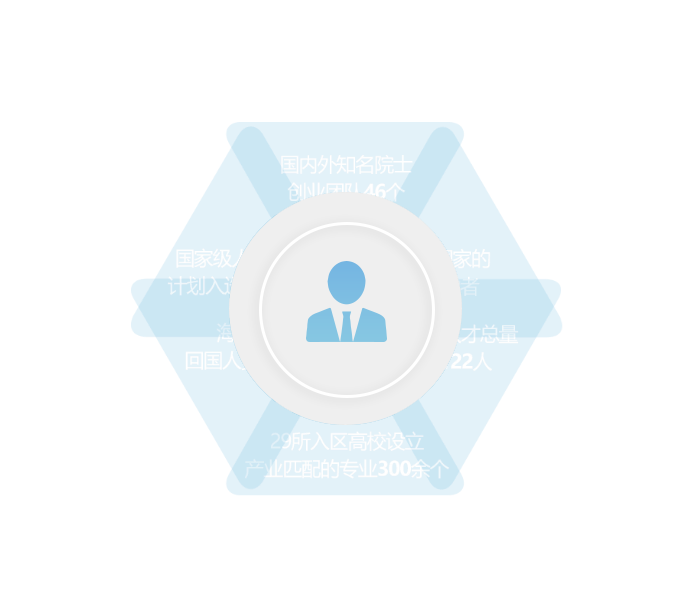 国内外知名院士
创业团队46个
国家级人
计划入选
家的
者
海
回国人
才总量
22人
29所入区高校设立
产业匹配的专业300余个